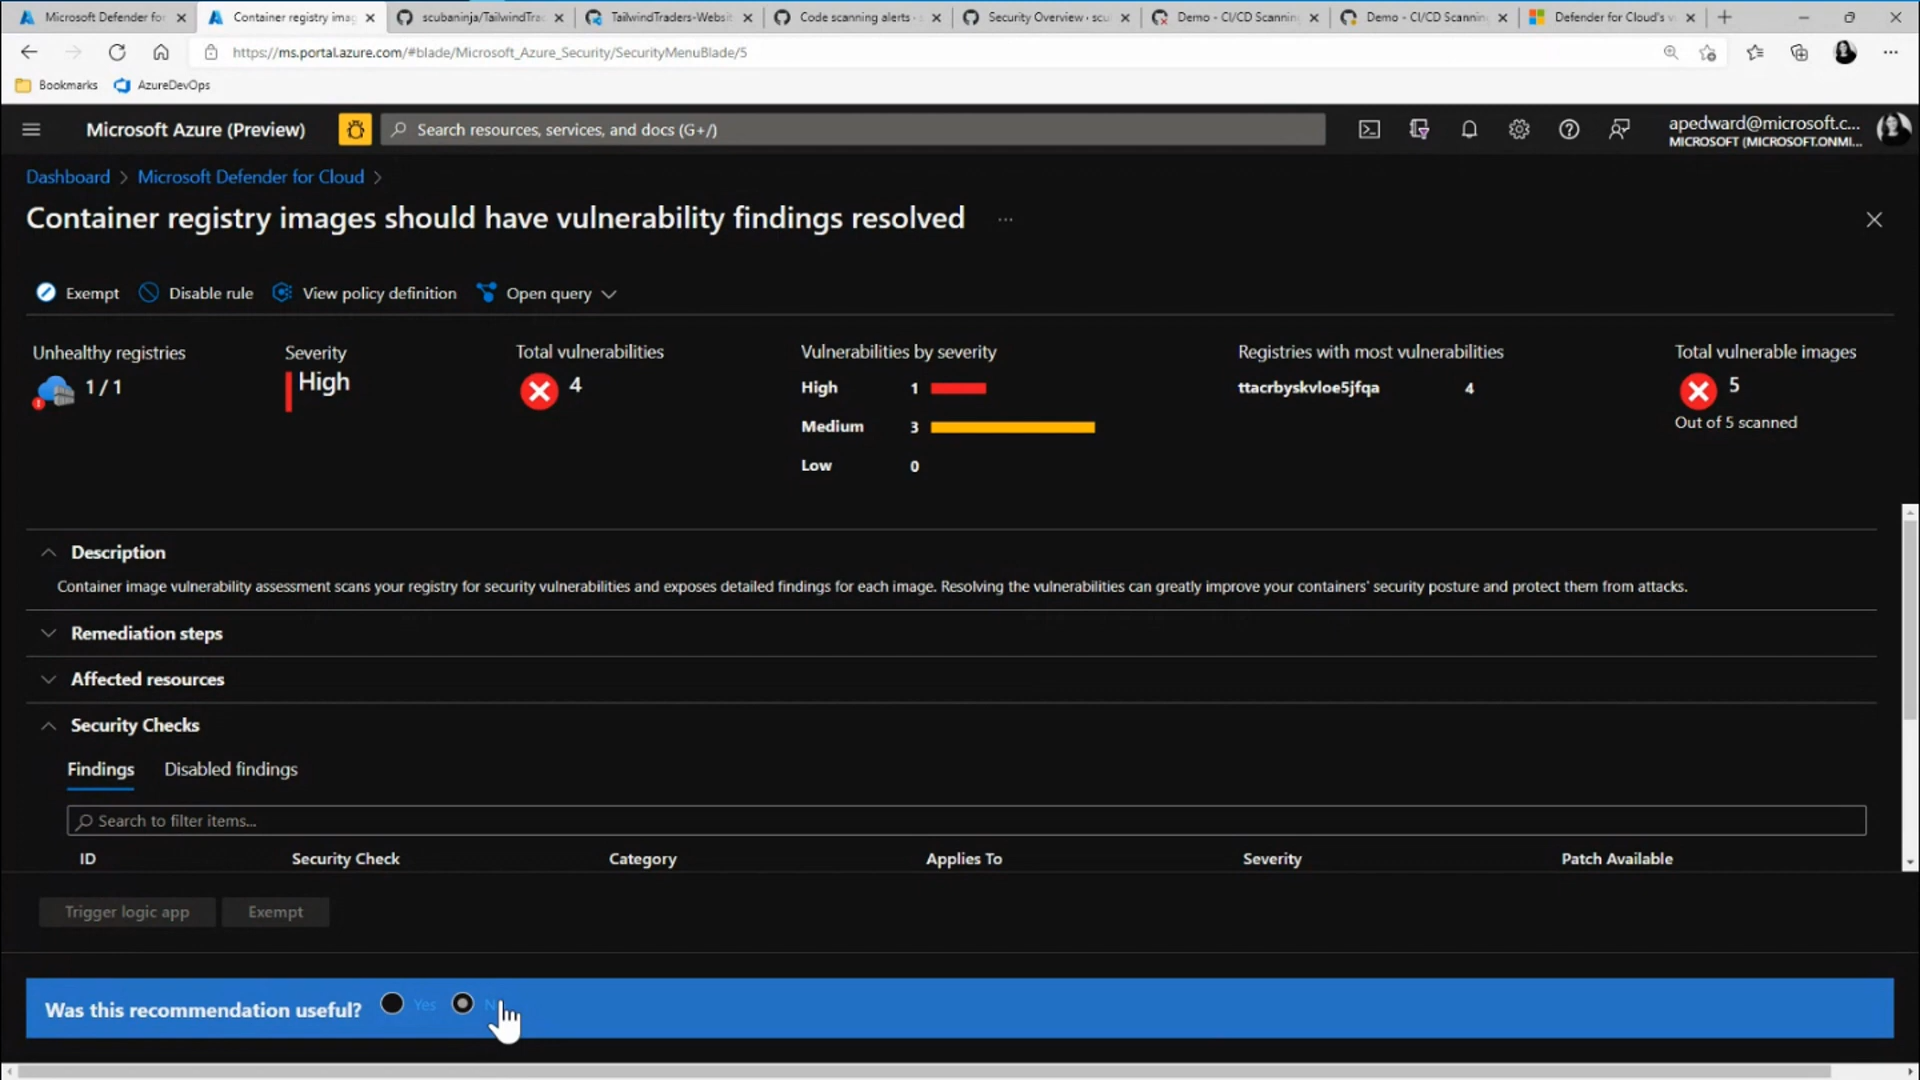 Microsoft Defender for
Container registry imag
scubaninja/TailwindTrac
TailwindTraders-Websit
Code scanning alerts ·
Security Overview · scu
Demo - CI/CD Scanning
Demo - CI/CD Scanning
Defender for Cloud's v
https://ms.portal.azure.com/#blade/Microsoft_Azure_Security/SecurityMenuBlade/5
Bookmarks
AzureDevOps
Microsoft Azure (Preview)
Search resources, services, and docs (G+/)
apedward@microsoft.c...
MICROSOFT (MICROSOFT.ONMI...
Dashboard > Microsoft Defender for Cloud >
Container registry images should have vulnerability findings resolved ...
Exempt
Disable rule
View policy definition
Open query
Unhealthy registries
1 / 1
Severity
High
Total vulnerabilities
4
Vulnerabilities by severity
High 1
Medium 3
Low 0
Registries with most vulnerabilities
ttacrbyskvloe5jfqa 4
Total vulnerable images
5
Out of 5 scanned
Description
Container image vulnerability assessment scans your registry for security vulnerabilities and exposes detailed findings for each image. Resolving the vulnerabilities can greatly improve your containers' security posture and protect them from attacks.
Remediation steps
Affected resources
Security Checks
Findings
Disabled findings
Search to filter items...
ID Security Check Category Applies To Severity Patch Available
Trigger logic app
Exempt
Was this recommendation useful?
Yes